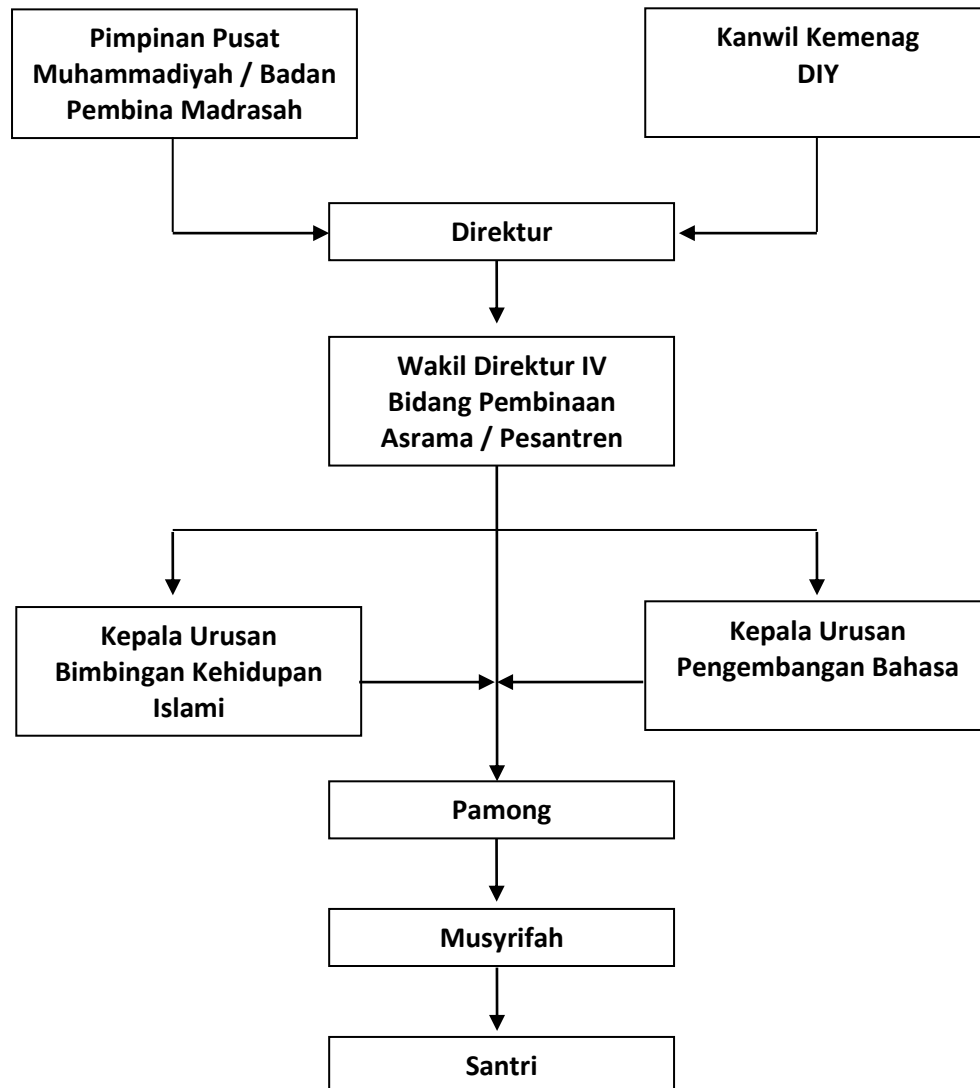 Pimpinan Pusat
Muhammadiyah / Badan
Pembina Madrasah
Kanwil Kemenag
DIY
Direktur
Wakil Direktur IV
Bidang Pembinaan
Asrama / Pesantren
Kepala Urusan
Bimbingan Kehidupan
Islami
Kepala Urusan
Pengembangan Bahasa
Pamong
Musyrifah
Santri